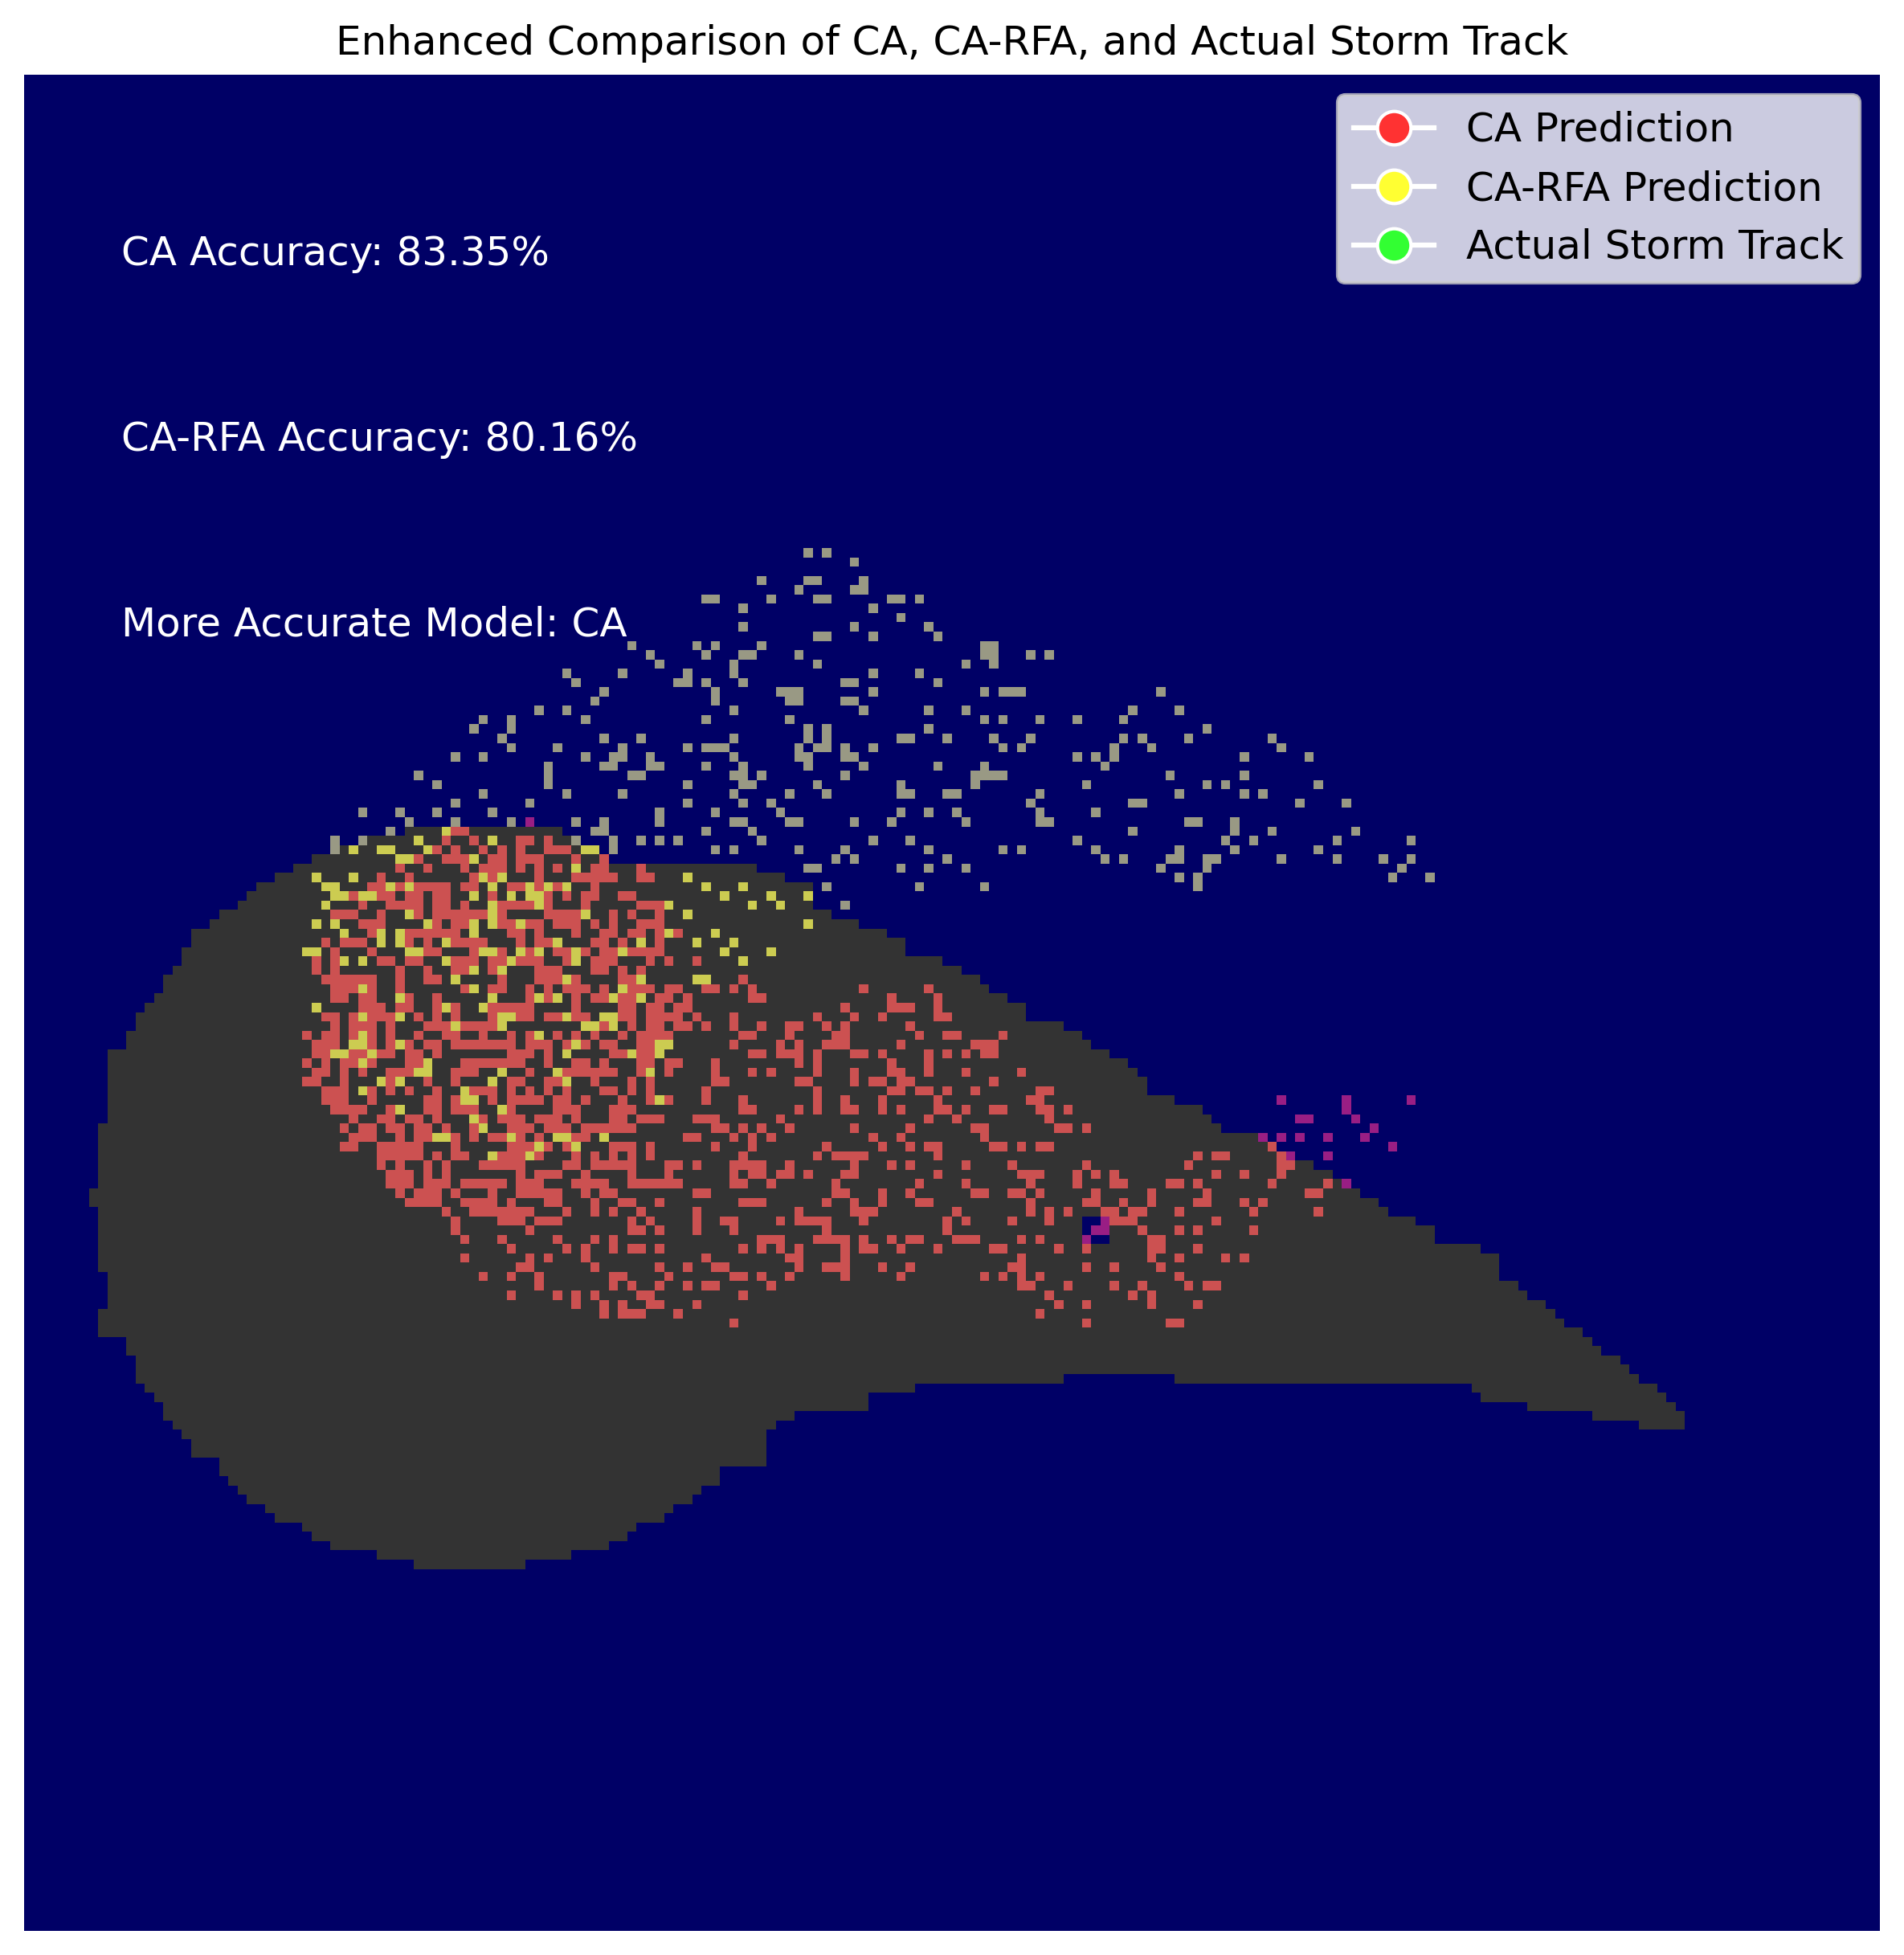 Enhanced Comparison of CA, CA-RFA, and Actual Storm Track
CA Prediction
CA-RFA Prediction
Actual Storm Track
CA Accuracy: 83.35%
CA-RFA Accuracy: 80.16%
More Accurate Model: CA